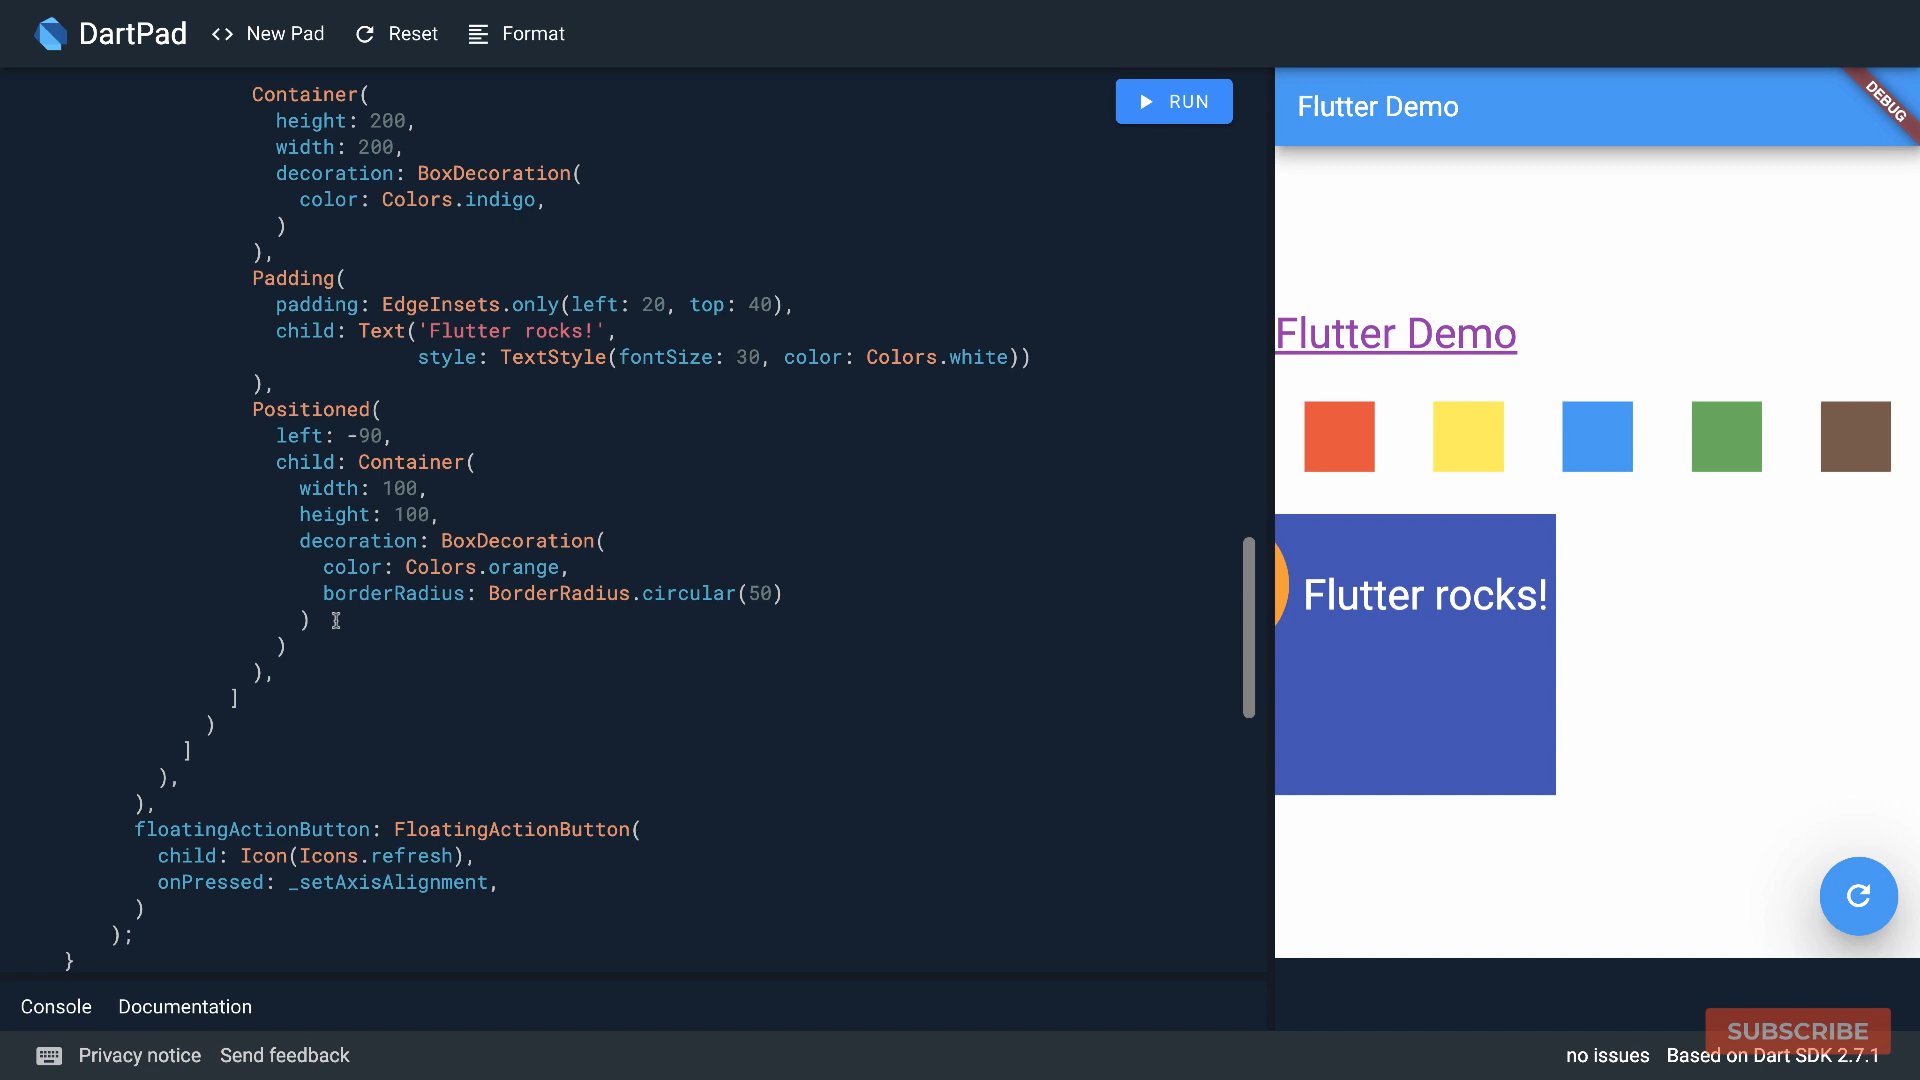 DartPad <> New Pad Reset Format
Container(
height: 200,
width: 200,
decoration: BoxDecoration(
color: Colors.indigo,
)
),
Padding(
padding: EdgeInsets.only(left: 20, top: 40),
child: Text('Flutter rocks!',
style: TextStyle(fontSize: 30, color: Colors.white))
),
Positioned(
left: -90,
child: Container(
width: 100,
height: 100,
decoration: BoxDecoration(
color: Colors.orange,
borderRadius: BorderRadius.circular(50)
)
)
),
]
)
]
),
),
floatingActionButton: FloatingActionButton(
child: Icon(Icons.refresh),
onPressed: _setAxisAlignment,
)
);
}
RUN
Flutter Demo
DEBUG
Flutter Demo
Flutter rocks!
Console Documentation
SUBSCRIBE
Privacy notice Send feedback
no issues Based on Dart SDK 2.7.1